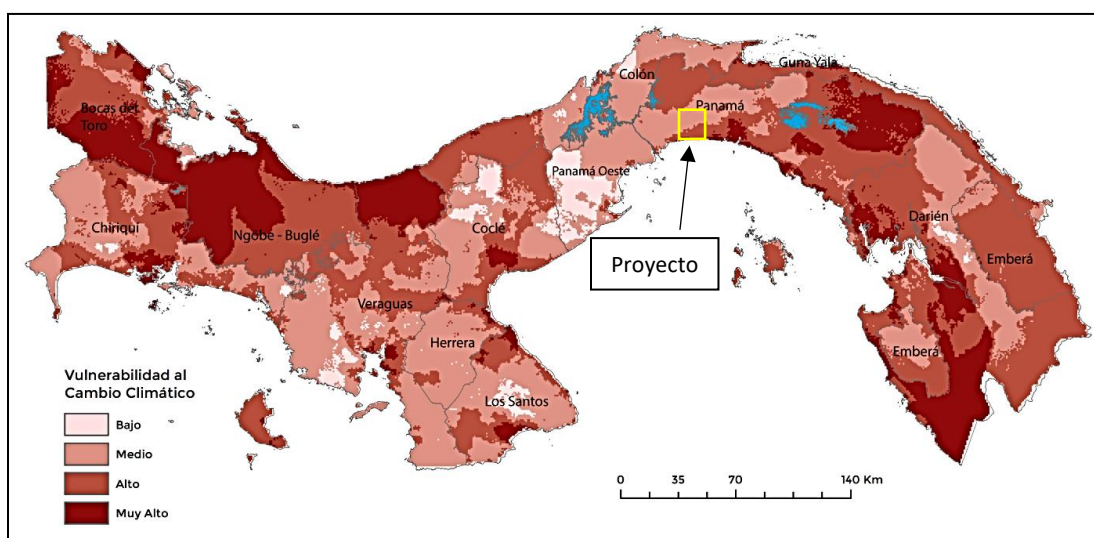 Colón
Guna Yala
Bocas del
Toro
Panamá
Panamá Oeste
Chiriquí
Ngöbe - Buglé
Coclé
Darién
Proyecto
Emberá
Veraguas
Herrera
Emberá
Los Santos
Vulnerabilidad al
Cambio Climático
Bajo
Medio
Alto
Muy Alto
0 35 70 140 Km